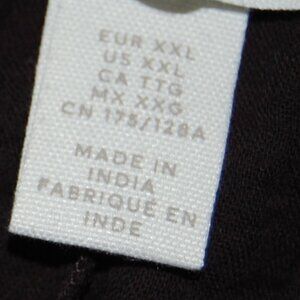 EUR XXL
US XXL
CA TTG
MX XXG
CN 175/128A
MADE IN
INDIA
FABRIQUÉ EN
INDE